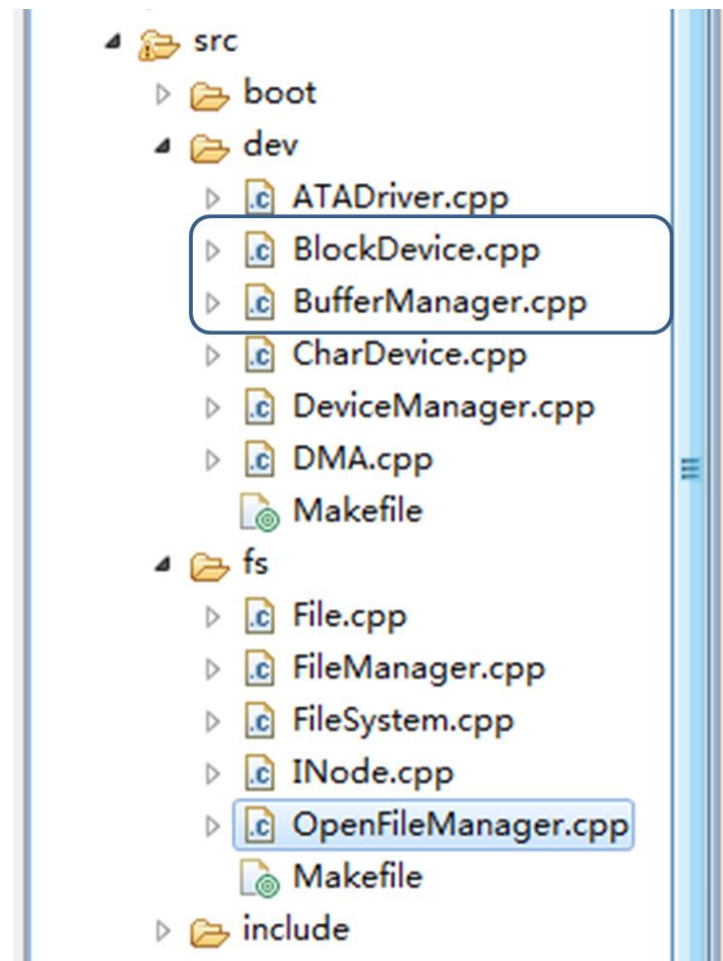 src
boot
dev
ATADriver.cpp
BlockDevice.cpp
BufferManager.cpp
CharDevice.cpp
DeviceManager.cpp
DMA.cpp
Makefile
fs
File.cpp
FileManager.cpp
FileSystem.cpp
INode.cpp
OpenFileManager.cpp
Makefile
include